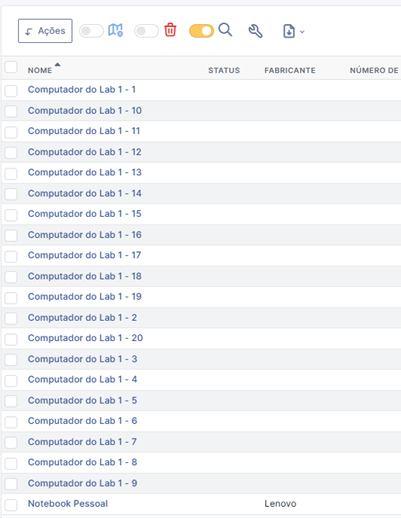 Ações
NOME STATUS FABRICANTE NÚMERO DE
Computador do Lab 1 - 1
Computador do Lab 1 - 10
Computador do Lab 1 - 11
Computador do Lab 1 - 12
Computador do Lab 1 - 13
Computador do Lab 1 - 14
Computador do Lab 1 - 15
Computador do Lab 1 - 16
Computador do Lab 1 - 17
Computador do Lab 1 - 18
Computador do Lab 1 - 19
Computador do Lab 1 - 2
Computador do Lab 1 - 20
Computador do Lab 1 - 3
Computador do Lab 1 - 4
Computador do Lab 1 - 5
Computador do Lab 1 - 6
Computador do Lab 1 - 7
Computador do Lab 1 - 8
Computador do Lab 1 - 9
Notebook Pessoal Lenovo